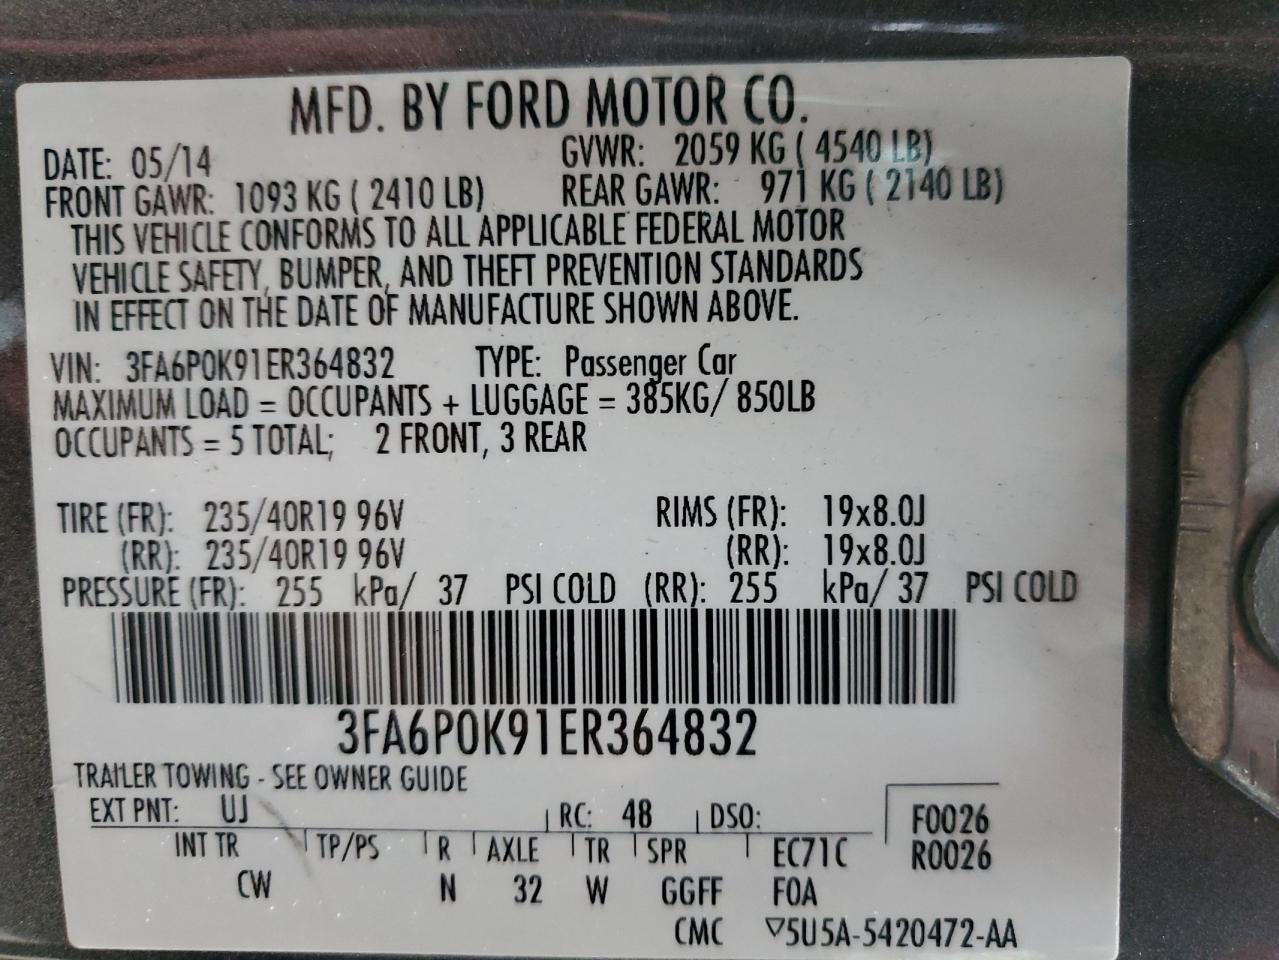 MFD. BY FORD MOTOR CO.
DATE: 05/14 GVWR: 2059 KG ( 4540 LB)
FRONT GAWR: 1093 KG ( 2410 LB) REAR GAWR: 971 KG ( 2140 LB)
THIS VEHICLE CONFORMS TO ALL APPLICABLE FEDERAL MOTOR
VEHICLE SAFETY, BUMPER, AND THEFT PREVENTION STANDARDS
IN EFFECT ON THE DATE OF MANUFACTURE SHOWN ABOVE.
VIN: 3FA6P0K91ER364832 TYPE: Passenger Car
MAXIMUM LOAD = OCCUPANTS + LUGGAGE = 385KG/ 850LB
OCCUPANTS = 5 TOTAL; 2 FRONT, 3 REAR
TIRE (FR): 235/40R19 96V RIMS (FR): 19x8.0J
(RR): 235/40R19 96V (RR): 19x8.0J
PRESSURE (FR): 255 kPa/ 37 PSI COLD (RR): 255 kPa/ 37 PSI COLD
3FA6P0K91ER364832
TRAILER TOWING - SEE OWNER GUIDE
EXT PNT: UJ RC: 48 DSO: F0026
INT TR TP/PS R AXLE TR SPR EC71C R0026
CW N 32 W GGFF FOA
CMC ▽5U5A-5420472-AA